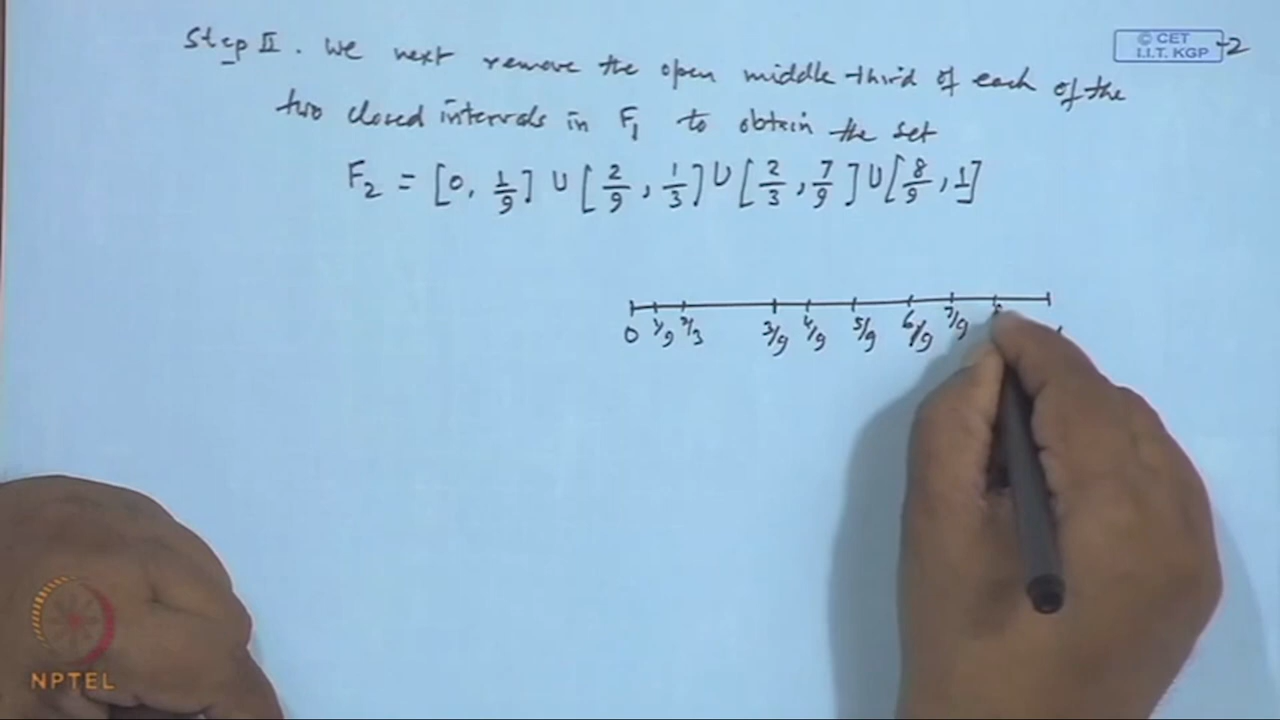 © CET
I.I.T. KGP
-2
Step II. We next remove the open middle third of each of the
two closed intervals in F₁ to obtain the set
F₂ = [0, 1/9] ∪ [2/9, 1/3] ∪ [2/3, 7/9] ∪ [8/9, 1]
0 1/9 2/3 3/9 4/9 5/9 6/9 7/9
NPTEL